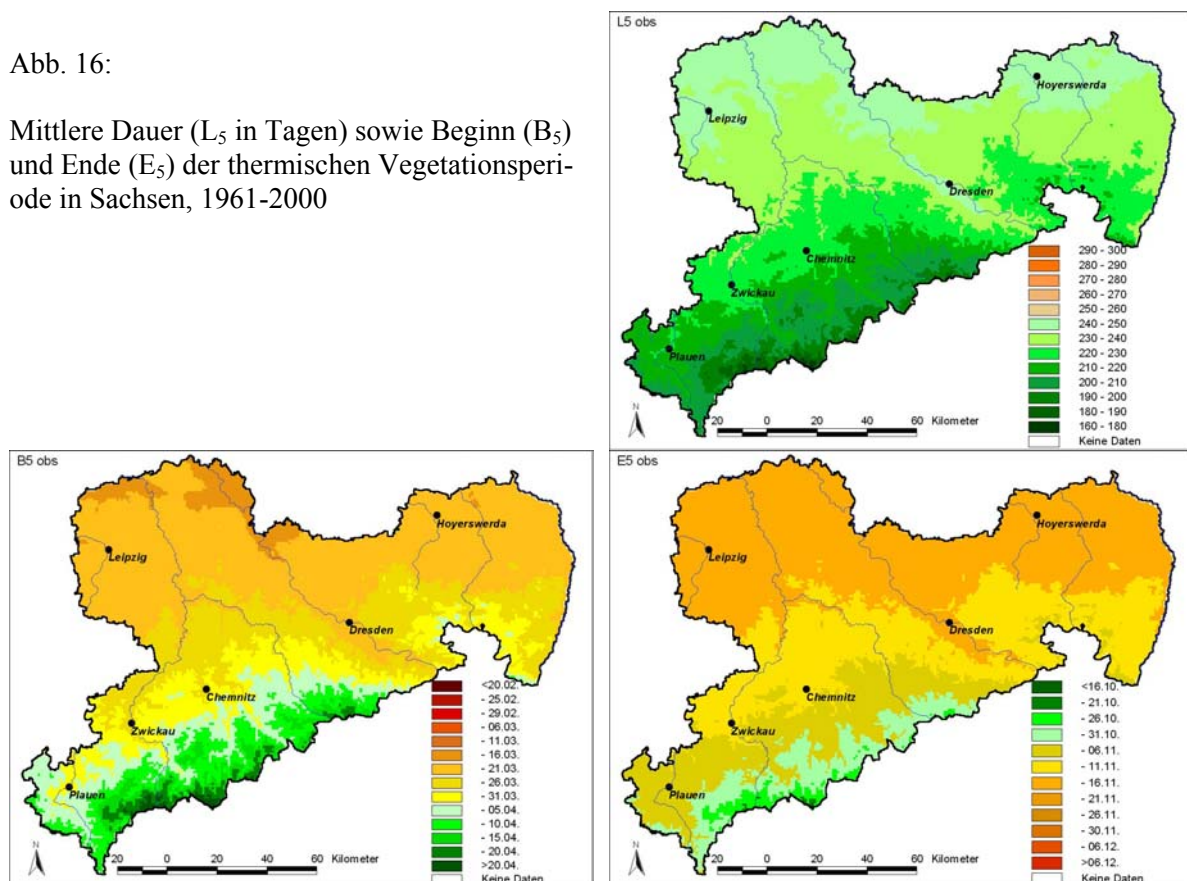 Abb. 16:
Mittlere Dauer (L5 in Tagen) sowie Beginn (B5)
und Ende (E5) der thermischen Vegetationsperi-
ode in Sachsen, 1961-2000
L5 obs
Hoyerswerda
Leipzig
Dresden
Chemnitz
Zwickau
Plauen
290 - 300
280 - 290
270 - 280
260 - 270
250 - 260
240 - 250
230 - 240
220 - 230
210 - 220
200 - 210
190 - 200
180 - 190
160 - 180
Keine Daten
N
20 0 20 40 60 Kilometer
B5 obs
Hoyerswerda
Leipzig
Dresden
Chemnitz
Zwickau
Plauen
<20.02.
- 25.02.
- 29.02.
- 06.03.
- 11.03.
- 16.03.
- 21.03.
- 26.03.
- 31.03.
- 05.04.
- 10.04.
- 15.04.
- 20.04.
>20.04.
Keine Daten
N
20 0 20 40 60 Kilometer
E5 obs
Hoyerswerda
Leipzig
Dresden
Chemnitz
Zwickau
Plauen
<16.10.
- 21.10.
- 26.10.
- 31.10.
- 06.11.
- 11.11.
- 16.11.
- 21.11.
- 26.11.
- 30.11.
- 06.12.
>06.12.
Keine Daten
N
20 0 20 40 60 Kilometer